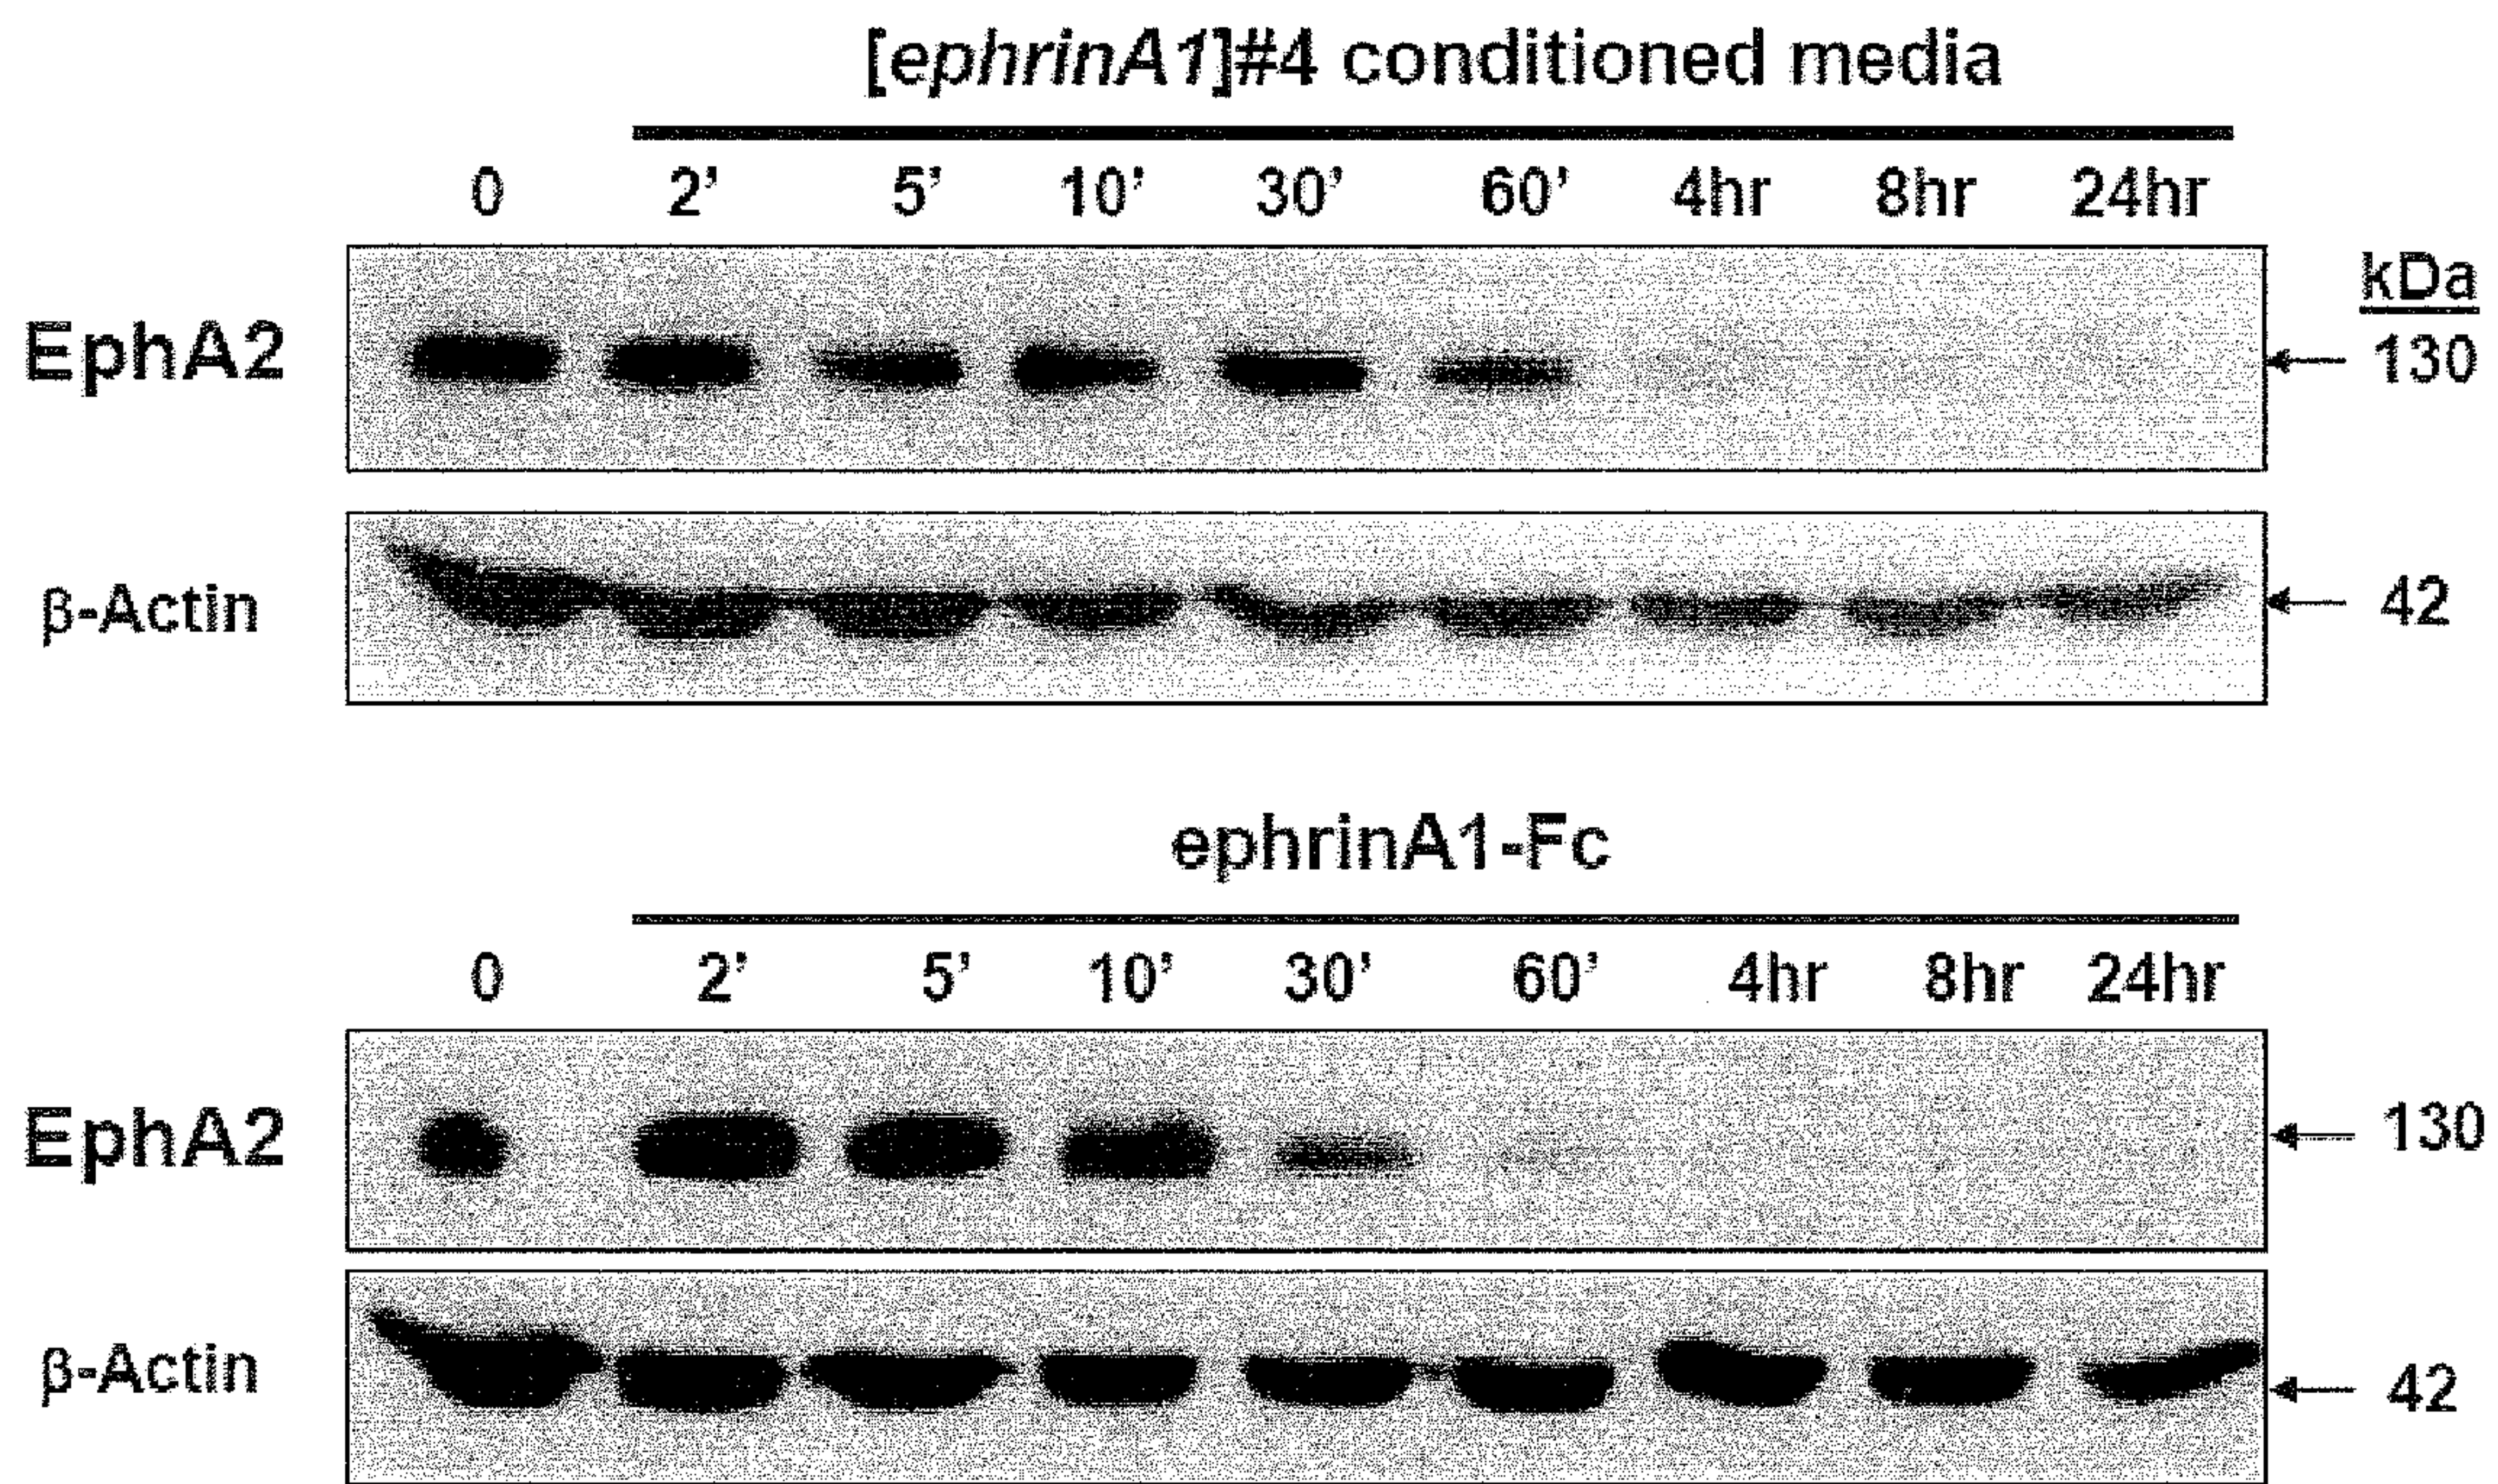 [ephrinA1]#4 conditioned media
0 2’ 5’ 10’ 30’ 60’ 4hr 8hr 24hr
kDa
EphA2 130
β-Actin 42
ephrinA1-Fc
0 2’ 5’ 10’ 30’ 60’ 4hr 8hr 24hr
EphA2 130
β-Actin 42